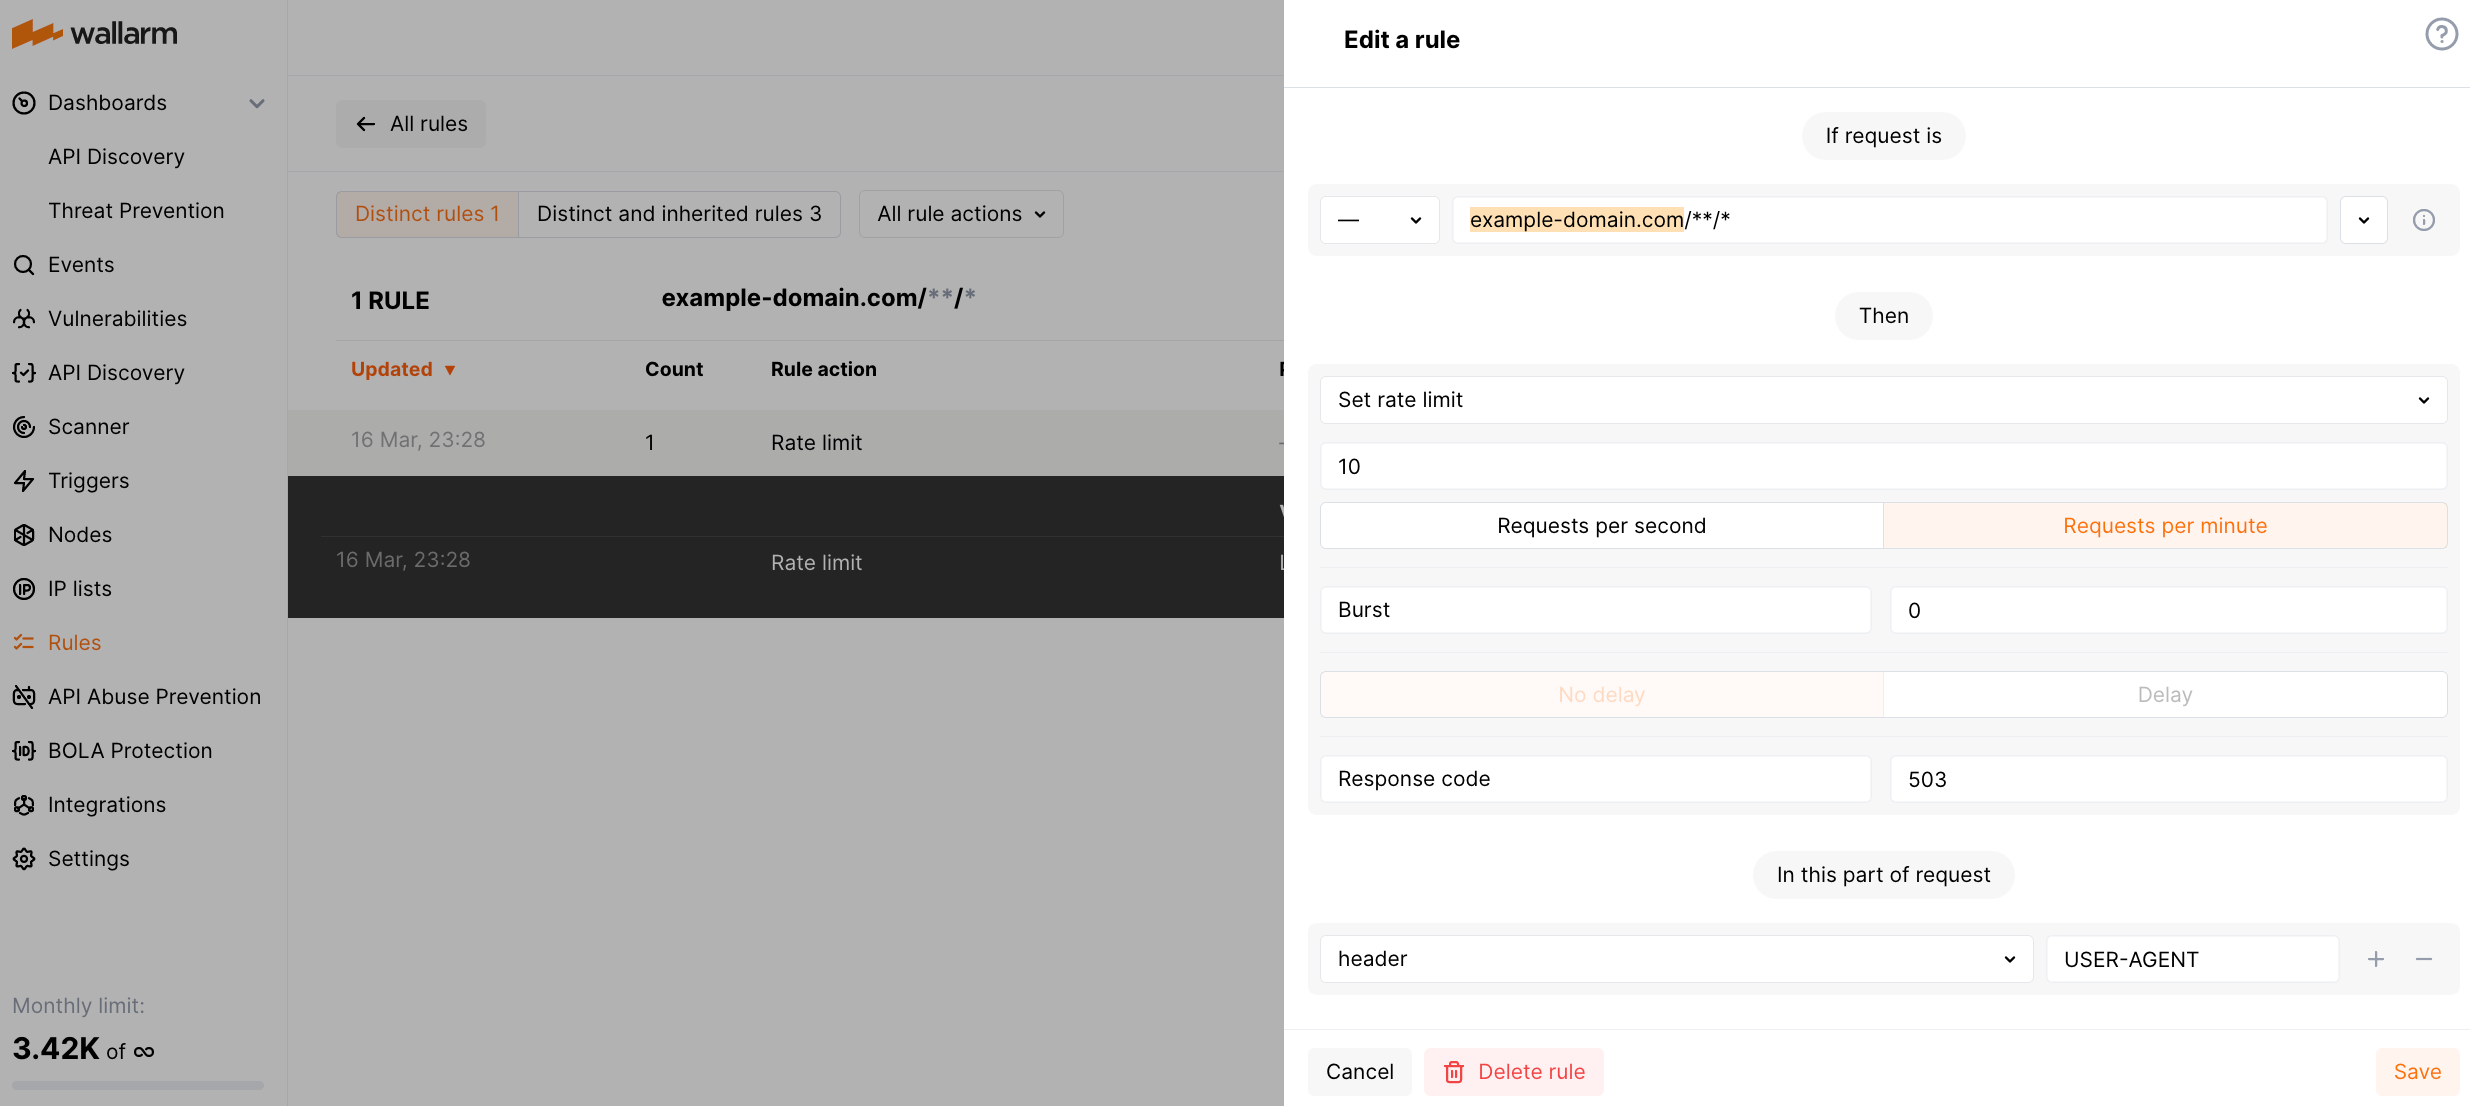 wallarm
Dashboards
API Discovery
Threat Prevention
Events
Vulnerabilities
API Discovery
Scanner
Triggers
Nodes
IP lists
Rules
API Abuse Prevention
BOLA Protection
Integrations
Settings
Monthly limit:
3.42K of ∞
← All rules
Distinct rules 1 Distinct and inherited rules 3 All rule actions
1 RULE example-domain.com/**/*
Updated ▼ Count Rule action
16 Mar, 23:28 1 Rate limit
16 Mar, 23:28 Rate limit
Edit a rule
If request is
— example-domain.com/**/*
Then
Set rate limit
10
Requests per second Requests per minute
Burst 0
No delay Delay
Response code 503
In this part of request
header USER-AGENT + −
Cancel Delete rule Save